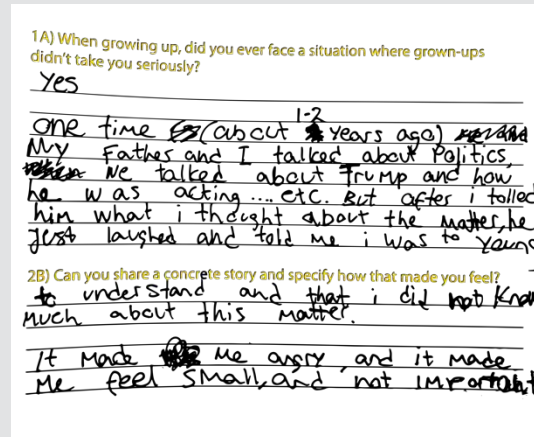 1A) When growing up, did you ever face a situation where grown-ups
didn't take you seriously?
Yes
1-2
one time (about years ago)
My Father and I talked about Politics,
We talked about Trump and how
he was acting .... etc. But after i tolled
him what i thought about the matter, he
Just laughed and told me i was to young
2B) Can you share a concrete story and specify how that made you feel?
to understand and that i did not know
Much about this matter.
It Made Me angry and it made
Me feel small, and not important